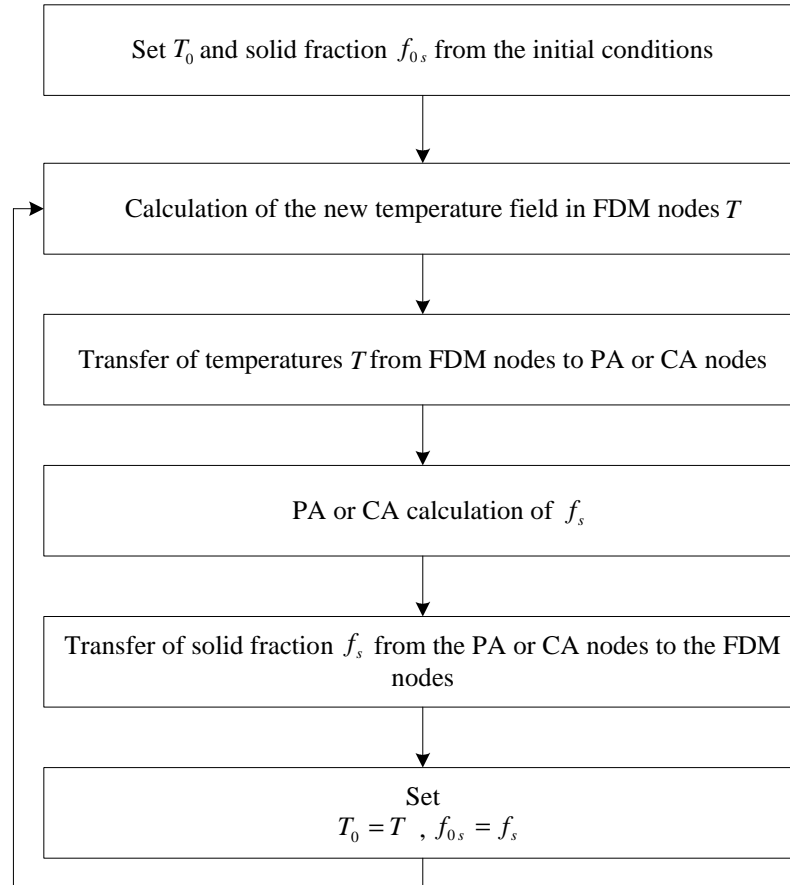 Set T₀ and solid fraction f₀ₛ from the initial conditions
Calculation of the new temperature field in FDM nodes T
Transfer of temperatures T from FDM nodes to PA or CA nodes
PA or CA calculation of fₛ
Transfer of solid fraction fₛ from the PA or CA nodes to the FDM
nodes
Set
T₀ = T , f₀ₛ = fₛ